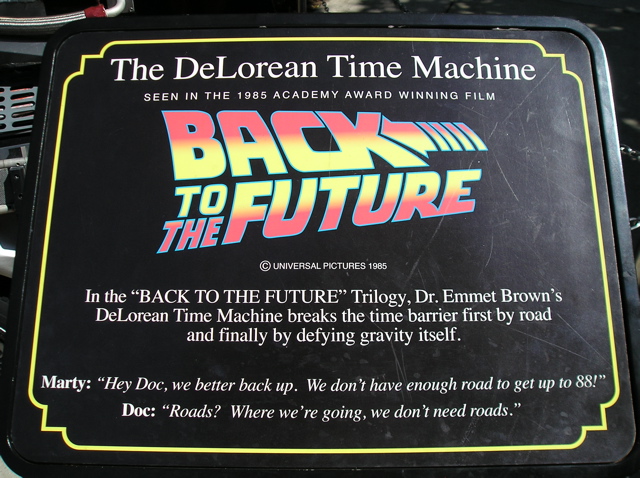 The DeLorean Time Machine
SEEN IN THE 1985 ACADEMY AWARD WINNING FILM
BACK
TO THE FUTURE
© UNIVERSAL PICTURES 1985
In the “BACK TO THE FUTURE” Trilogy, Dr. Emmet Brown’s
DeLorean Time Machine breaks the time barrier first by road
and finally by defying gravity itself.
Marty: “Hey Doc, we better back up. We don’t have enough road to get up to 88!”
Doc: “Roads? Where we’re going, we don’t need roads.”